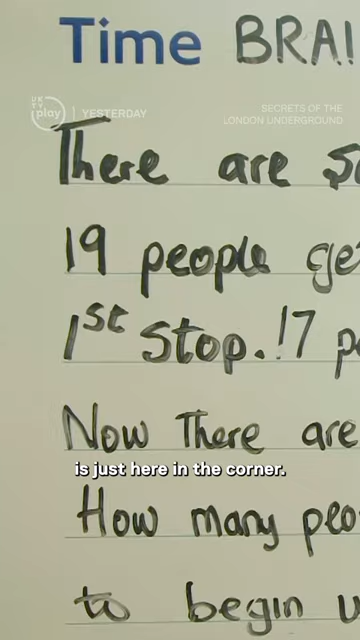 Time BRA!
UKTV play | YESTERDAY
SECRETS OF THE
LONDON UNDERGROUND
There are
19 people ge
1st Stop. 17 p
Now There are
is just here in the corner.
How many peo
to begin